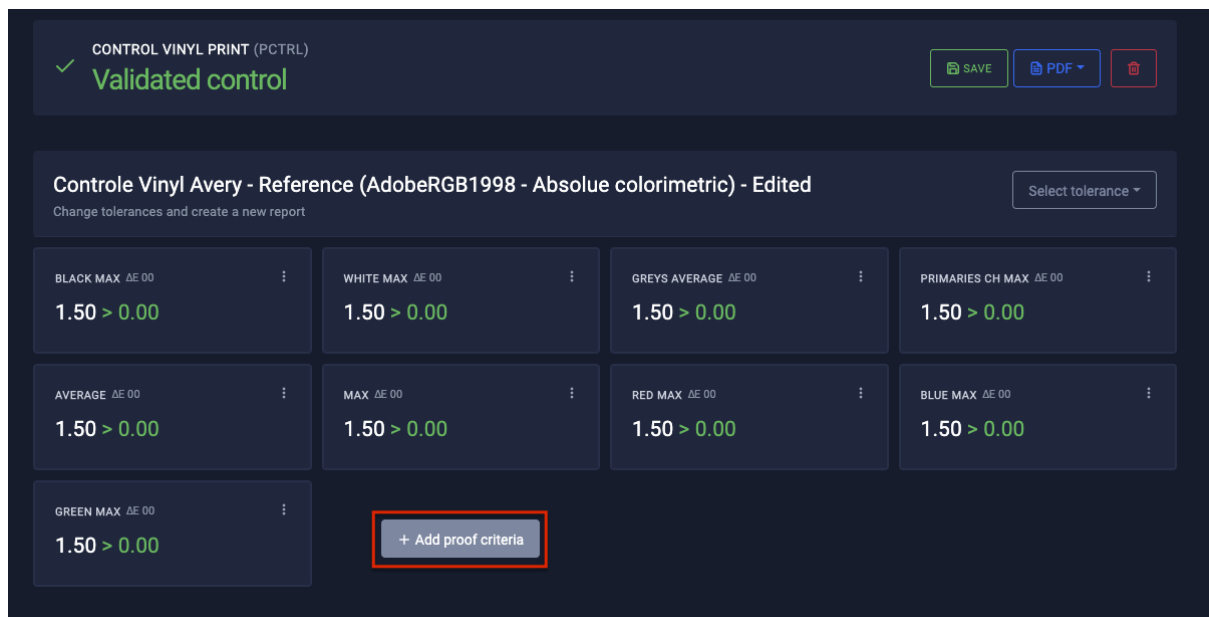 CONTROL VINYL PRINT (PCTRL)
Validated control
SAVE
PDF
Controle Vinyl Avery - Reference (AdobeRGB1998 - Absolue colorimetric) - Edited
Change tolerances and create a new report
Select tolerance
BLACK MAX ΔE 00
1.50 > 0.00
WHITE MAX ΔE 00
1.50 > 0.00
GREYS AVERAGE ΔE 00
1.50 > 0.00
PRIMARIES CH MAX ΔE 00
1.50 > 0.00
AVERAGE ΔE 00
1.50 > 0.00
MAX ΔE 00
1.50 > 0.00
RED MAX ΔE 00
1.50 > 0.00
BLUE MAX ΔE 00
1.50 > 0.00
GREEN MAX ΔE 00
1.50 > 0.00
+ Add proof criteria